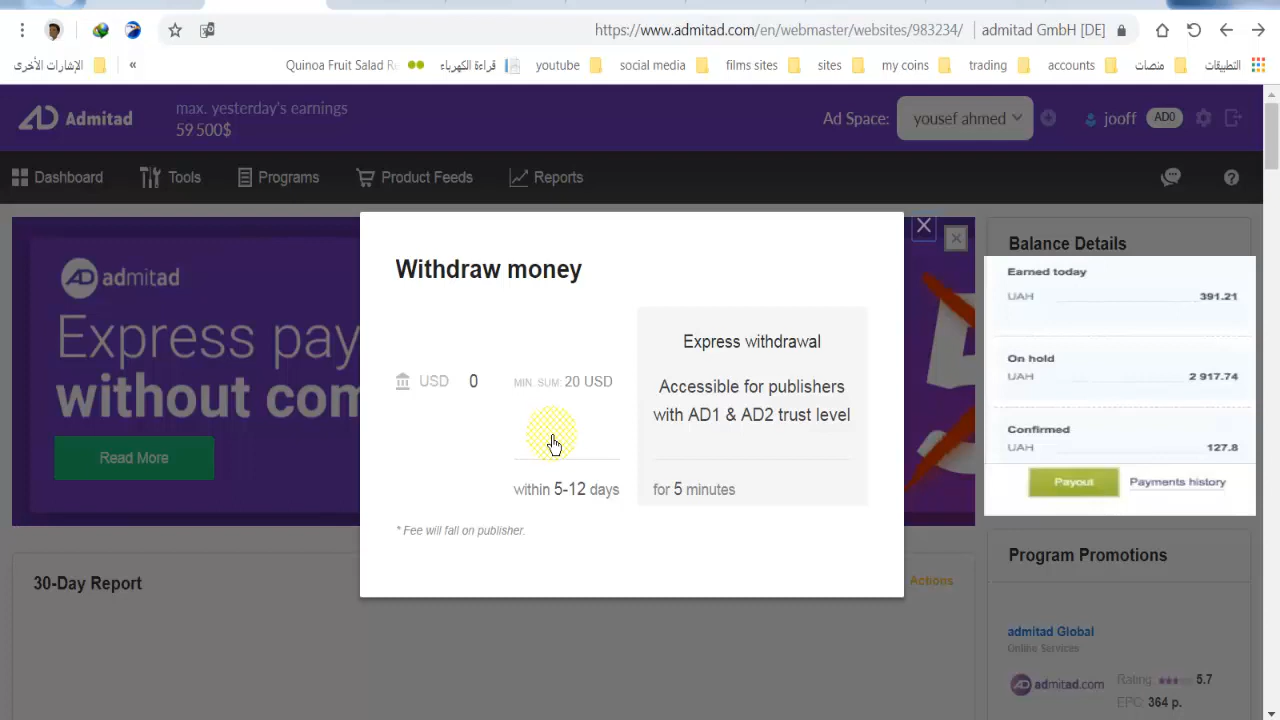 https://www.admitad.com/en/webmaster/websites/983234/ admitad GmbH [DE]
الإشارات الأخرى » Quinoa Fruit Salad Re قراءة الكهرباء youtube social media films sites sites my coins trading accounts منصات التطبيقات
Admitad
max. yesterday's earnings
59 500$
Ad Space: yousef ahmed jooff AD0
Dashboard Tools Programs Product Feeds Reports
admitad
Express pa
without com
Read More
Withdraw money
USD 0 MIN. SUM: 20 USD
within 5-12 days
Express withdrawal
Accessible for publishers
with AD1 & AD2 trust level
for 5 minutes
* Fee will fall on publisher.
Balance Details
Earned today
UAH 391.21
On hold
UAH 2 917.74
Confirmed
UAH 127.8
Payout Payments history
30-Day Report
Actions
Program Promotions
admitad Global
Online Services
admitad.com
Rating: 5.7
EPC: 364 р.